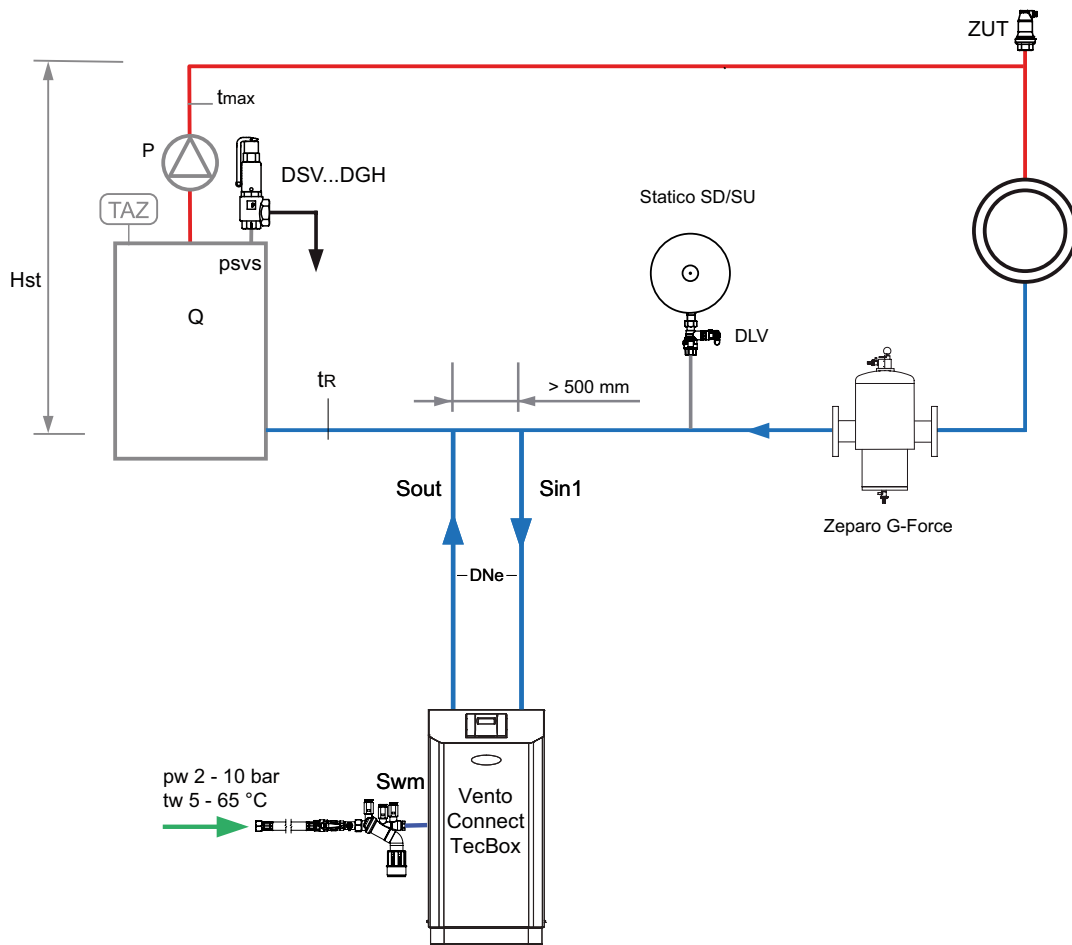 ZUT
tmax
P
DSV...DGH
TAZ
Statico SD/SU
psvs
Hst
Q
DLV
tR
> 500 mm
Sout
Sin1
Zeparo G-Force
DNe
pw 2 - 10 bar
tw 5 - 65 °C
Swm
Vento
Connect
TecBox